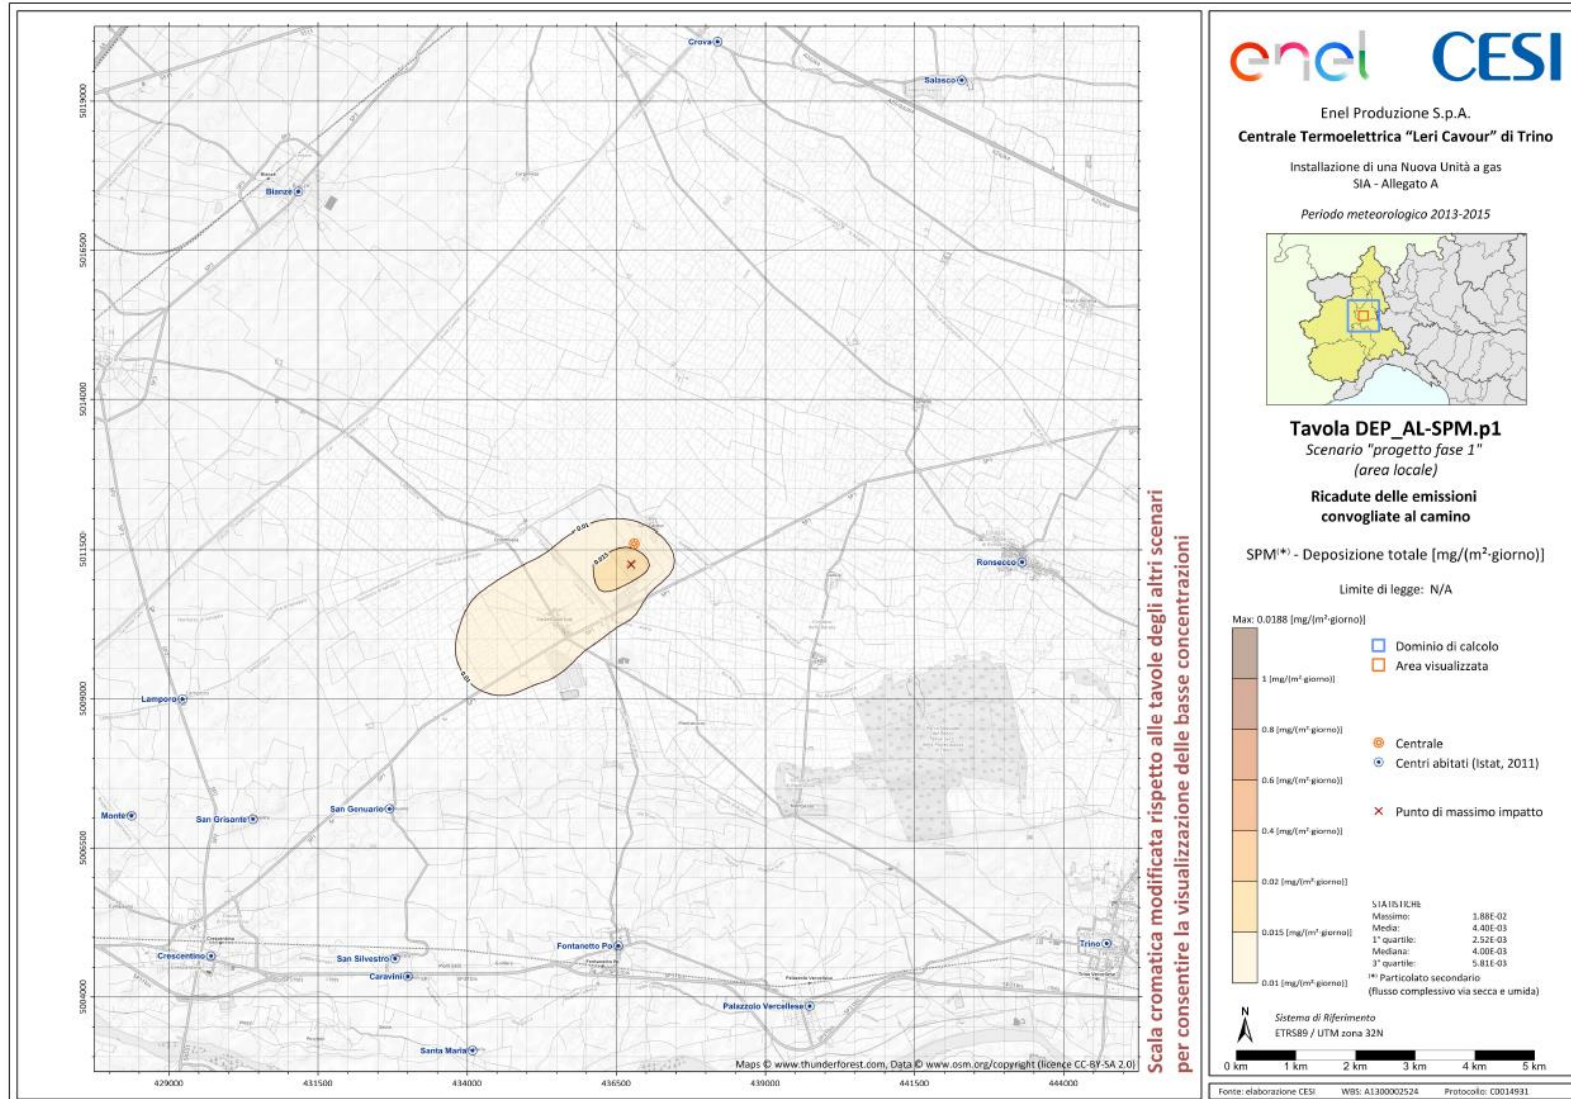 Crova
Salasco
Bianzè
Bianzè
Ronsecco
Lamporo
San Genuario
Monte
San Grisante
Crescentino
Crescentino
San Silvestro
Caravini
Fontanetto Po
Fontanetto Po
Trino
Trino Vercellese
Palazzolo Vercellese
Palazzolo Vercellese
Santa Maria
0.01
0.015
0.01
5019000
5016500
5014000
5011500
5009000
5006500
5004000
429000
431500
434000
436500
439000
441500
444000
Maps © www.thunderforest.com, Data © www.osm.org/copyright (licence CC-BY-SA 2.0)
Scala cromatica modificata rispetto alle tavole degli altri scenari
per consentire la visualizzazione delle basse concentrazioni
enel
CESI
Enel Produzione S.p.A.
Centrale Termoelettrica “Leri Cavour” di Trino
Installazione di una Nuova Unità a gas
SIA - Allegato A
Periodo meteorologico 2013-2015
Tavola DEP_AL-SPM.p1
Scenario "progetto fase 1"
(area locale)
Ricadute delle emissioni
convogliate al camino
SPM(*) - Deposizione totale [mg/(m²·giorno)]
Limite di legge: N/A
Max: 0.0188 [mg/(m²·giorno)]
1 [mg/(m²·giorno)]
0.8 [mg/(m²·giorno)]
0.6 [mg/(m²·giorno)]
0.4 [mg/(m²·giorno)]
0.02 [mg/(m²·giorno)]
0.015 [mg/(m²·giorno)]
0.01 [mg/(m²·giorno)]
Dominio di calcolo
Area visualizzata
Centrale
Centri abitati (Istat, 2011)
Punto di massimo impatto
STATISTICHE
Massimo: 1.88E-02
Media: 4.40E-03
1° quartile: 2.52E-03
Mediana: 4.00E-03
3° quartile: 5.81E-03
(*) Particolato secondario
(flusso complessivo via secca e umida)
N
Sistema di Riferimento
ETRS89 / UTM zona 32N
0 km 1 km 2 km 3 km 4 km 5 km
Fonte: elaborazione CESI WBS: A1300002524 Protocollo: C0014931